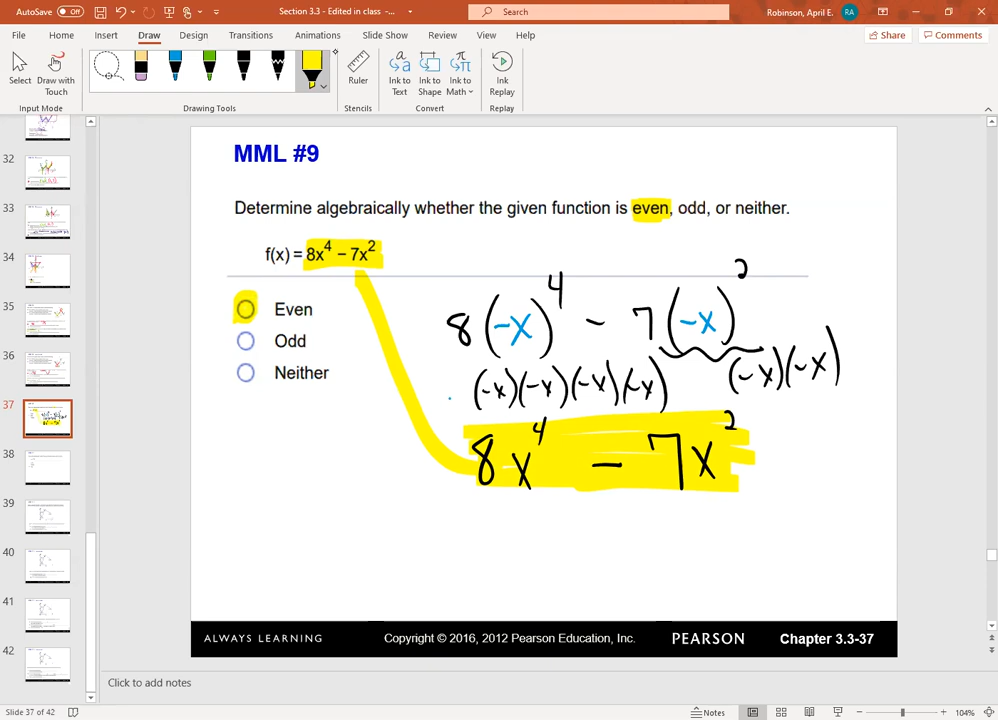 AutoSave Off Section 3.3 - Edited in class -... Search Robinson, April E. RA
File Home Insert Draw Design Transitions Animations Slide Show Review View Help Share Comments
Select Draw with Touch Ruler Ink to Text Ink to Shape Ink to Math Ink Replay
Input Mode Drawing Tools Stencils Convert Replay
32
33
34
35
36
37
38
39
40
41
42
MML #9
Determine algebraically whether the given function is even, odd, or neither.
f(x) = 8x⁴ − 7x²
Even
Odd
Neither
8(-x)⁴ - 7(-x)²
(-x)(-x)(-x)(-x) (-x)(-x)
8x⁴ - 7x²
ALWAYS LEARNING Copyright © 2016, 2012 Pearson Education, Inc. PEARSON Chapter 3.3-37
Click to add notes
Slide 37 of 42 Notes 104%